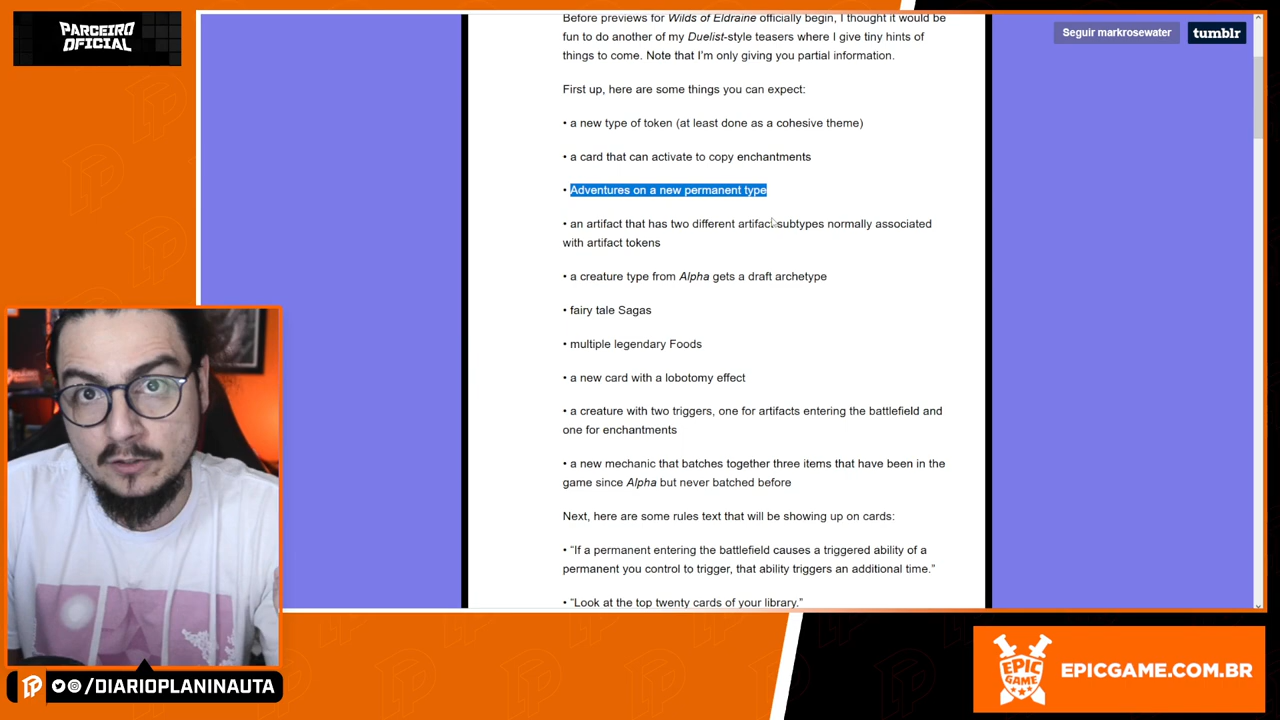 PARCEIRO
OFICIAL
Before previews for Wilds of Eldraine officially begin, I thought it would be
fun to do another of my Duelist-style teasers where I give tiny hints of
things to come. Note that I'm only giving you partial information.
Seguir markrosewater
tumblr
First up, here are some things you can expect:
• a new type of token (at least done as a cohesive theme)
• a card that can activate to copy enchantments
• Adventures on a new permanent type
• an artifact that has two different artifact subtypes normally associated
with artifact tokens
• a creature type from Alpha gets a draft archetype
• fairy tale Sagas
• multiple legendary Foods
• a new card with a lobotomy effect
• a creature with two triggers, one for artifacts entering the battlefield and
one for enchantments
• a new mechanic that batches together three items that have been in the
game since Alpha but never batched before
Next, here are some rules text that will be showing up on cards:
• “If a permanent entering the battlefield causes a triggered ability of a
permanent you control to trigger, that ability triggers an additional time.”
• “Look at the top twenty cards of your library.”
/DIARIOPLANINAUTA
EPIC
GAME
EPICGAME.COM.BR